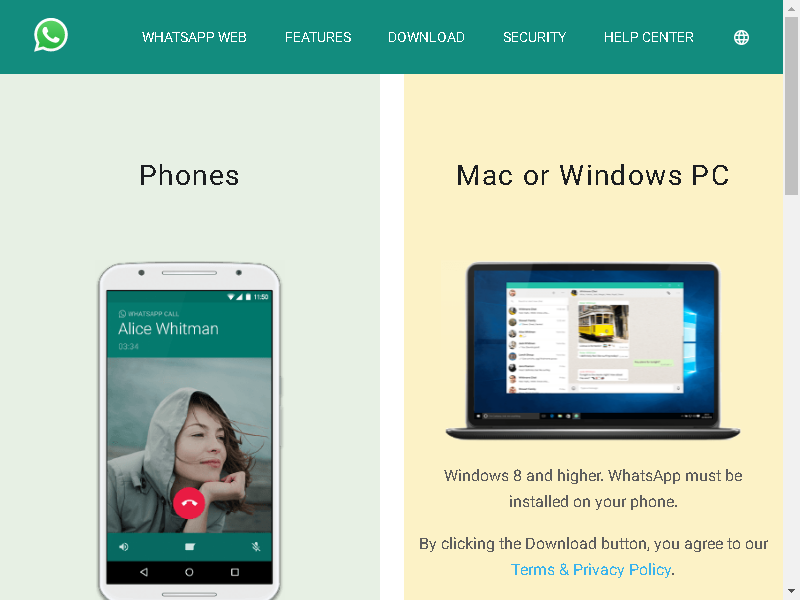 WHATSAPP WEB
FEATURES
DOWNLOAD
SECURITY
HELP CENTER
Phones
11:50
WHATSAPP CALL
Alice Whitman
03:34
Mac or Windows PC
Windows 8 and higher. WhatsApp must be
installed on your phone.
By clicking the Download button, you agree to our
Terms & Privacy Policy.